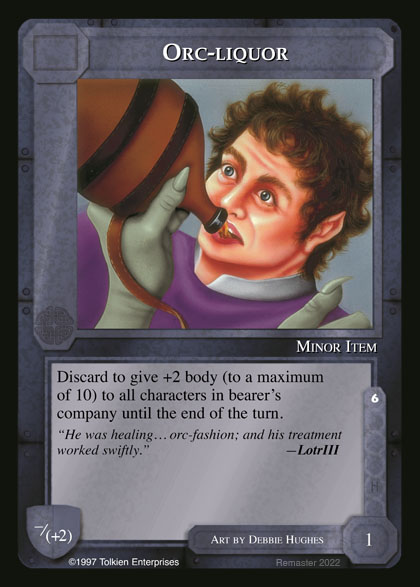 ORC-LIQUOR
MINOR ITEM
Discard to give +2 body (to a maximum
of 10) to all characters in bearer's
company until the end of the turn.
“He was healing… orc-fashion; and his treatment
worked swiftly.” —LotrIII
6
H
–/(+2)
ART BY DEBBIE HUGHES
1
©1997 Tolkien Enterprises
Remaster 2022